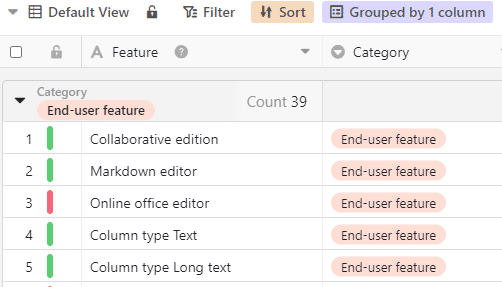 Default View Filter Sort Grouped by 1 column
A Feature ? Category
Category
End-user feature Count 39
1 Collaborative edition End-user feature
2 Markdown editor End-user feature
3 Online office editor End-user feature
4 Column type Text End-user feature
5 Column type Long text End-user feature